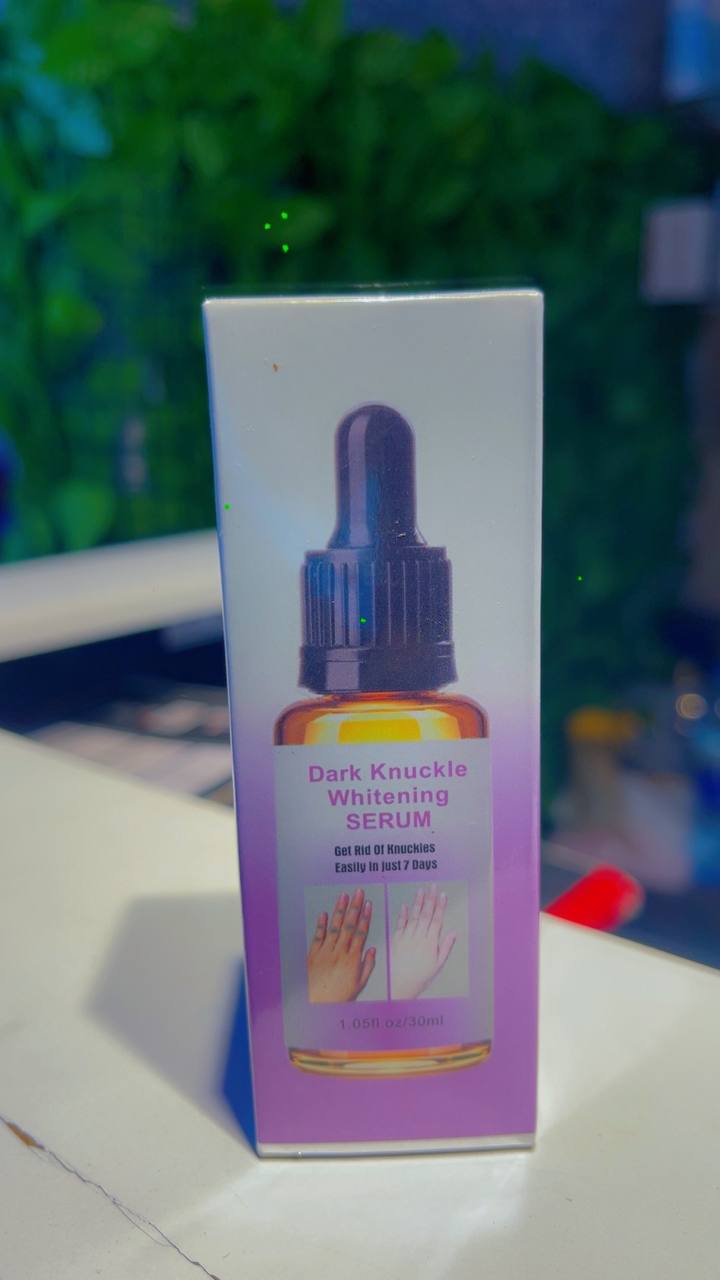 Dark Knuckle
Whitening
SERUM
Get Rid Of Knuckles
Easily In Just 7 Days
1.05fl oz/30ml